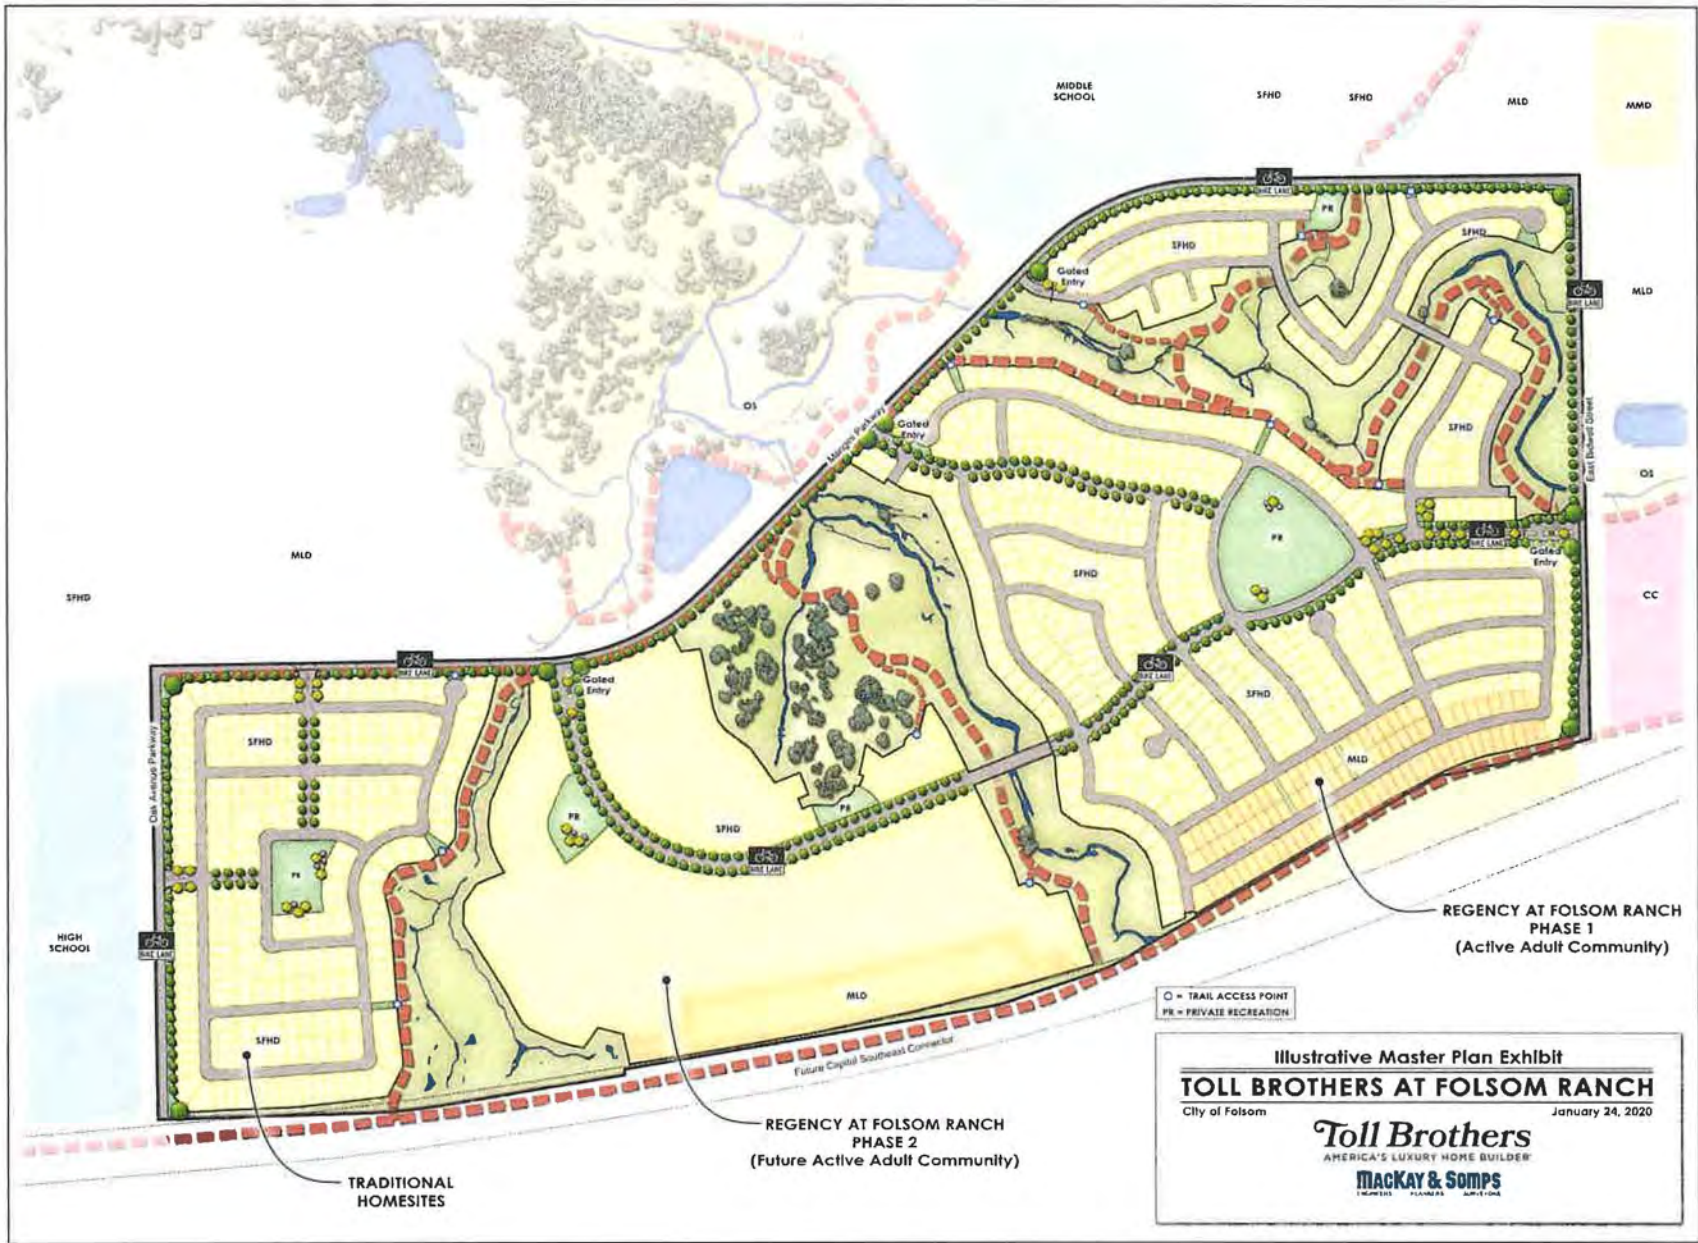 MIDDLE
SCHOOL
SFHD
SFHD
MLD
MMD
BIKE LANE
PR
SFHD
SFHD
Gated
Entry
BIKE LANE
MLD
OS
Mangini Parkway
Gated
Entry
SFHD
East Bidwell Street
OS
PR
BIKE LANE
Gated
Entry
MLD
SFHD
SFHD
CC
BIKE LANE
BIKE LANE
Gated
Entry
SFHD
Oak Avenue Parkway
SFHD
MLD
PR
PR
SFHD
BIKE LANE
PR
HIGH
SCHOOL
BIKE LANE
REGENCY AT FOLSOM RANCH
PHASE 1
(Active Adult Community)
MLD
= TRAIL ACCESS POINT
PR = PRIVATE RECREATION
SFHD
Future Capitol Southeast Connector
REGENCY AT FOLSOM RANCH
PHASE 2
(Future Active Adult Community)
TRADITIONAL
HOMESITES
Illustrative Master Plan Exhibit
TOLL BROTHERS AT FOLSOM RANCH
City of Folsom January 24, 2020
Toll Brothers
AMERICA'S LUXURY HOME BUILDER
MACKAY & SOMPS
ENGINEERS PLANNERS SURVEYORS